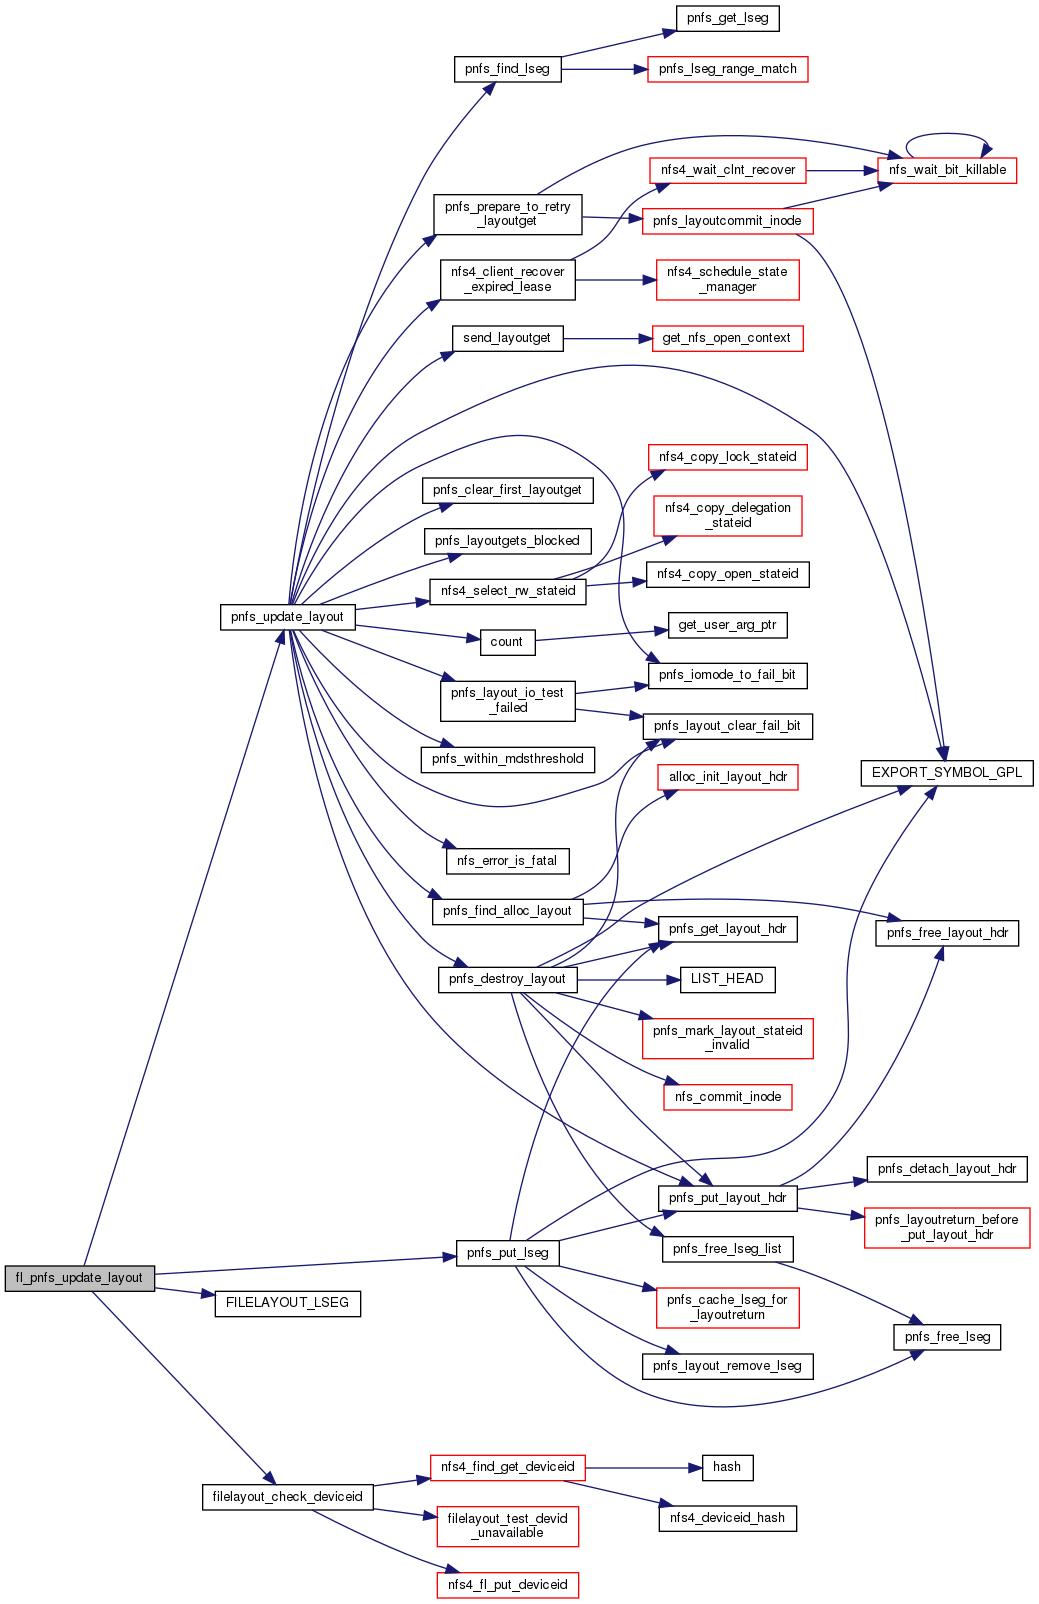 pnfs_get_lseg
pnfs_find_lseg
pnfs_lseg_range_match
nfs4_wait_clnt_recover
nfs_wait_bit_killable
pnfs_prepare_to_retry
_layoutget
pnfs_layoutcommit_inode
nfs4_client_recover
_expired_lease
nfs4_schedule_state
_manager
send_layoutget
get_nfs_open_context
nfs4_copy_lock_stateid
pnfs_clear_first_layoutget
nfs4_copy_delegation
_stateid
pnfs_layoutgets_blocked
nfs4_copy_open_stateid
nfs4_select_rw_stateid
pnfs_update_layout
get_user_arg_ptr
count
pnfs_iomode_to_fail_bit
pnfs_layout_io_test
_failed
pnfs_layout_clear_fail_bit
pnfs_within_mdsthreshold
EXPORT_SYMBOL_GPL
alloc_init_layout_hdr
nfs_error_is_fatal
pnfs_find_alloc_layout
pnfs_get_layout_hdr
pnfs_free_layout_hdr
pnfs_destroy_layout
LIST_HEAD
pnfs_mark_layout_stateid
_invalid
nfs_commit_inode
pnfs_detach_layout_hdr
pnfs_put_layout_hdr
pnfs_layoutreturn_before
_put_layout_hdr
pnfs_put_lseg
pnfs_free_lseg_list
fl_pnfs_update_layout
FILELAYOUT_LSEG
pnfs_cache_lseg_for
_layoutreturn
pnfs_free_lseg
pnfs_layout_remove_lseg
nfs4_find_get_deviceid
hash
filelayout_check_deviceid
filelayout_test_devid
_unavailable
nfs4_deviceid_hash
nfs4_fl_put_deviceid